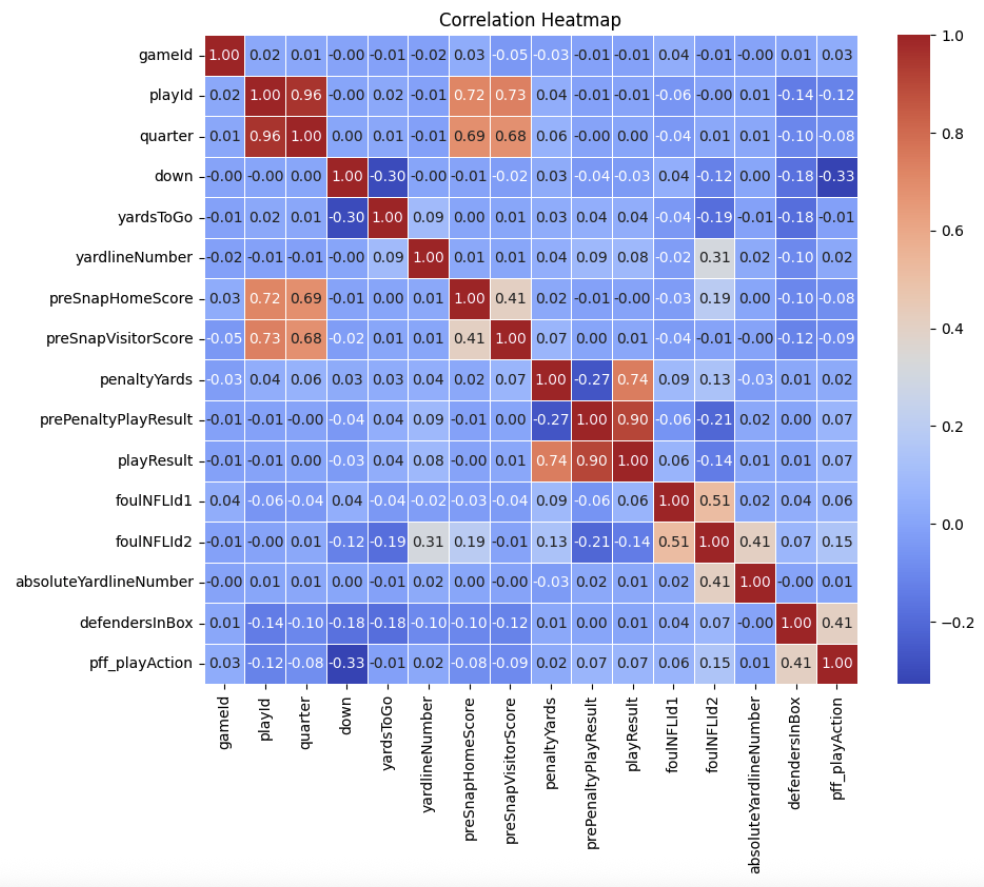 Correlation Heatmap
gameId 1.00 0.02 0.01 -0.00 -0.01 -0.02 0.03 -0.05 -0.03 -0.01 -0.01 0.04 -0.01 -0.00 0.01 0.03
playId 0.02 1.00 0.96 -0.00 0.02 -0.01 0.72 0.73 0.04 -0.01 -0.01 -0.06 -0.00 0.01 -0.14 -0.12
quarter 0.01 0.96 1.00 0.00 0.01 -0.01 0.69 0.68 0.06 -0.00 0.00 -0.04 0.01 0.01 -0.10 -0.08
down -0.00 -0.00 0.00 1.00 -0.30 -0.00 -0.01 -0.02 0.03 -0.04 -0.03 0.04 -0.12 0.00 -0.18 -0.33
yardsToGo -0.01 0.02 0.01 -0.30 1.00 0.09 0.00 0.01 0.03 0.04 0.04 -0.04 -0.19 -0.01 -0.18 -0.01
yardlineNumber -0.02 -0.01 -0.01 -0.00 0.09 1.00 0.01 0.01 0.04 0.09 0.08 -0.02 0.31 0.02 -0.10 0.02
preSnapHomeScore 0.03 0.72 0.69 -0.01 0.00 0.01 1.00 0.41 0.02 -0.01 -0.00 -0.03 0.19 0.00 -0.10 -0.08
preSnapVisitorScore -0.05 0.73 0.68 -0.02 0.01 0.01 0.41 1.00 0.07 0.00 0.01 -0.04 -0.01 -0.00 -0.12 -0.09
penaltyYards -0.03 0.04 0.06 0.03 0.03 0.04 0.02 0.07 1.00 -0.27 0.74 0.09 0.13 -0.03 0.01 0.02
prePenaltyPlayResult -0.01 -0.01 -0.00 -0.04 0.04 0.09 -0.01 0.00 -0.27 1.00 0.90 -0.06 -0.21 0.02 0.00 0.07
playResult -0.01 -0.01 0.00 -0.03 0.04 0.08 -0.00 0.01 0.74 0.90 1.00 0.06 -0.14 0.01 0.01 0.07
foulNFLId1 0.04 -0.06 -0.04 0.04 -0.04 -0.02 -0.03 -0.04 0.09 -0.06 0.06 1.00 0.51 0.02 0.04 0.06
foulNFLId2 -0.01 -0.00 0.01 -0.12 -0.19 0.31 0.19 -0.01 0.13 -0.21 -0.14 0.51 1.00 0.41 0.07 0.15
absoluteYardlineNumber -0.00 0.01 0.01 0.00 -0.01 0.02 0.00 -0.00 -0.03 0.02 0.01 0.02 0.41 1.00 -0.00 0.01
defendersInBox 0.01 -0.14 -0.10 -0.18 -0.18 -0.10 -0.10 -0.12 0.01 0.00 0.01 0.04 0.07 -0.00 1.00 0.41
pff_playAction 0.03 -0.12 -0.08 -0.33 -0.01 0.02 -0.08 -0.09 0.02 0.07 0.07 0.06 0.15 0.01 0.41 1.00
gameId
playId
quarter
down
yardsToGo
yardlineNumber
preSnapHomeScore
preSnapVisitorScore
penaltyYards
prePenaltyPlayResult
playResult
foulNFLId1
foulNFLId2
absoluteYardlineNumber
defendersInBox
pff_playAction
1.0
0.8
0.6
0.4
0.2
0.0
−0.2